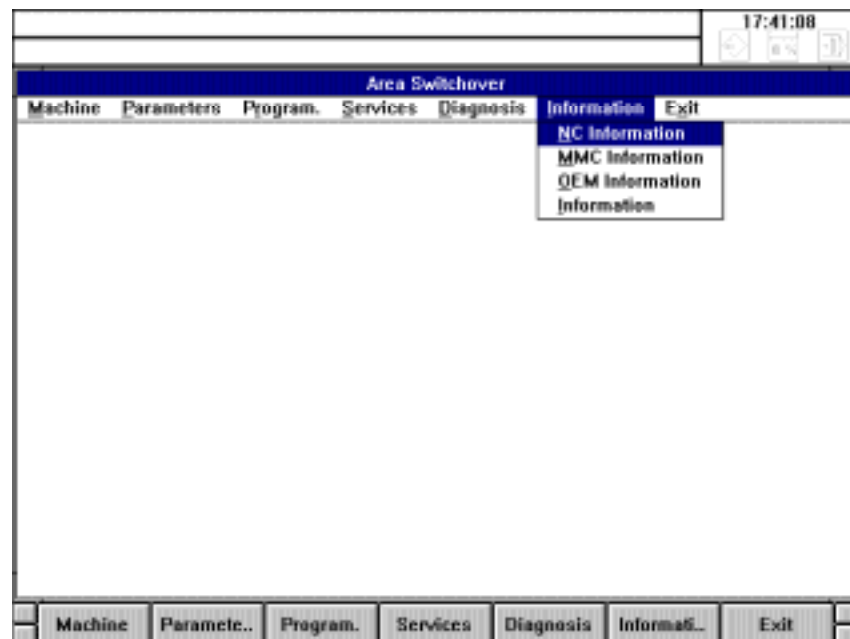 17:41:08
Area Switchover
Machine Parameters Program. Services Diagnosis Information Exit
NC Information
MMC Information
OEM Information
Information
Machine Paramete.. Program. Services Diagnosis Informati.. Exit